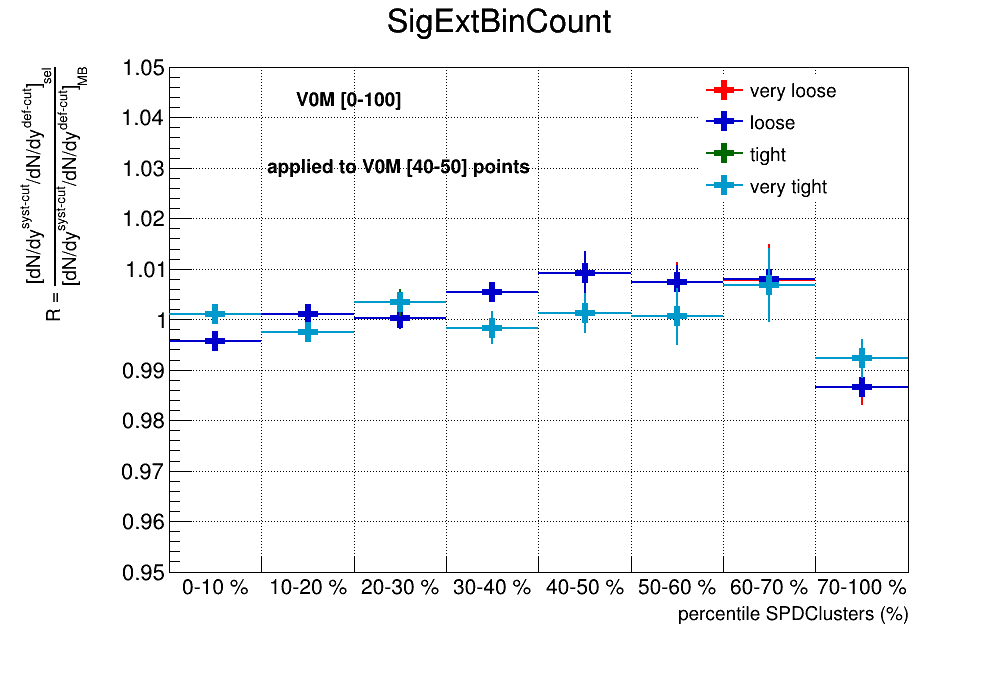 SigExtBinCount
R = [dN/dy^syst-cut/dN/dy^def-cut]_sel
[dN/dy^syst-cut/dN/dy^def-cut]_MB
1.05
1.04
1.03
1.02
1.01
1
0.99
0.98
0.97
0.96
0.95
V0M [0-100]
applied to V0M [40-50] points
very loose
loose
tight
very tight
0-10 % 10-20 % 20-30 % 30-40 % 40-50 % 50-60 % 60-70 % 70-100 %
percentile SPDClusters (%)